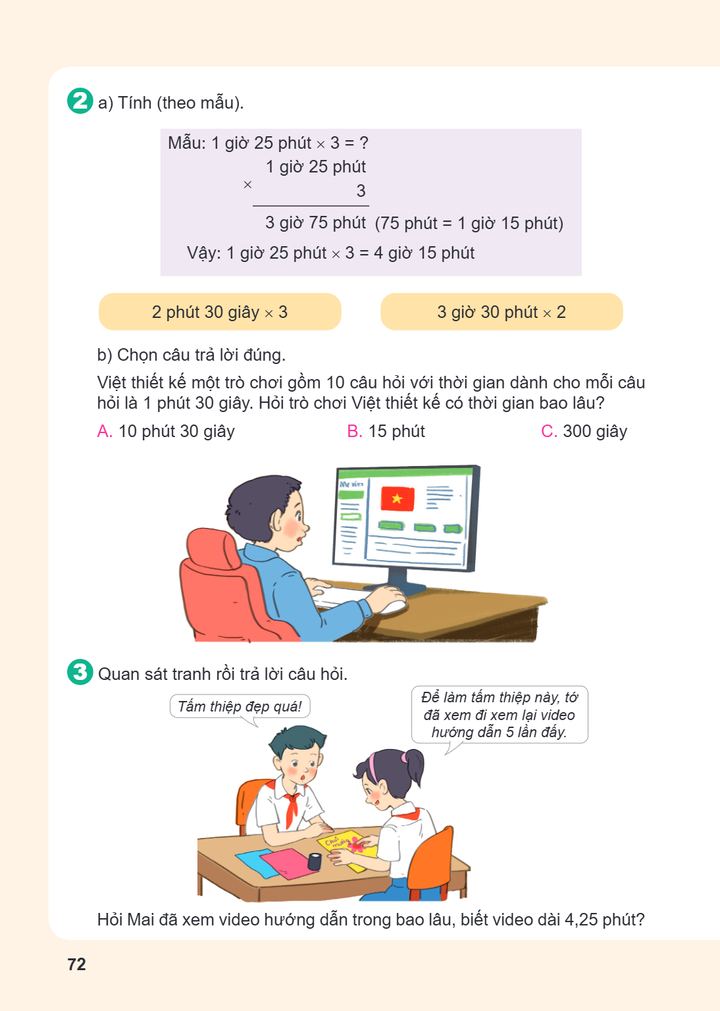 2 a) Tính (theo mẫu).
Mẫu: 1 giờ 25 phút × 3 = ?
1 giờ 25 phút
×
3
3 giờ 75 phút (75 phút = 1 giờ 15 phút)
Vậy: 1 giờ 25 phút × 3 = 4 giờ 15 phút
2 phút 30 giây × 3
3 giờ 30 phút × 2
b) Chọn câu trả lời đúng.
Việt thiết kế một trò chơi gồm 10 câu hỏi với thời gian dành cho mỗi câu
hỏi là 1 phút 30 giây. Hỏi trò chơi Việt thiết kế có thời gian bao lâu?
A. 10 phút 30 giây B. 15 phút C. 300 giây
3 Quan sát tranh rồi trả lời câu hỏi.
Tấm thiệp đẹp quá!
Để làm tấm thiệp này, tớ
đã xem đi xem lại video
hướng dẫn 5 lần đấy.
Chúc
mừng
Hỏi Mai đã xem video hướng dẫn trong bao lâu, biết video dài 4,25 phút?
72